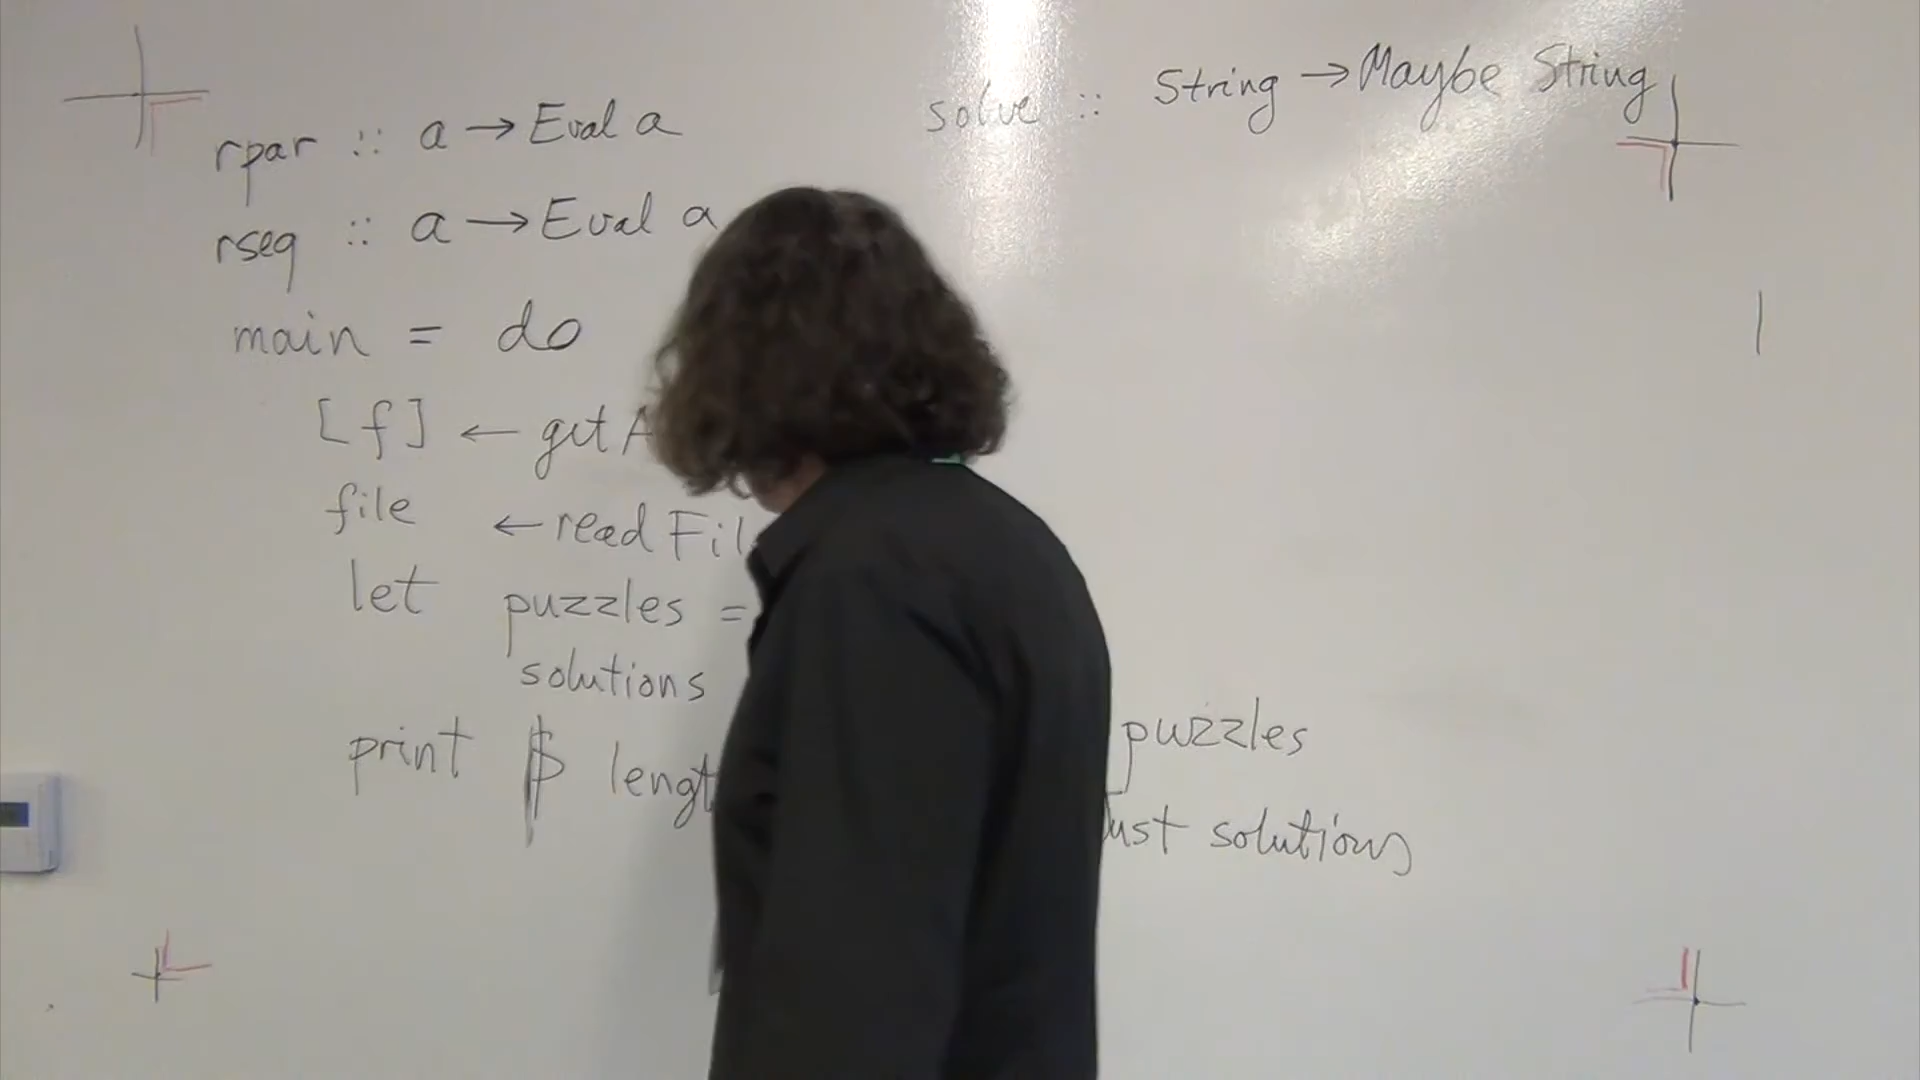 rpar :: a → Eval a
solve :: String → Maybe String
rseq :: a → Eval a
main = do
[f] ← getA
file ← readFil
let puzzles =
solutions
puzzles
print $ lengt
ust solutions